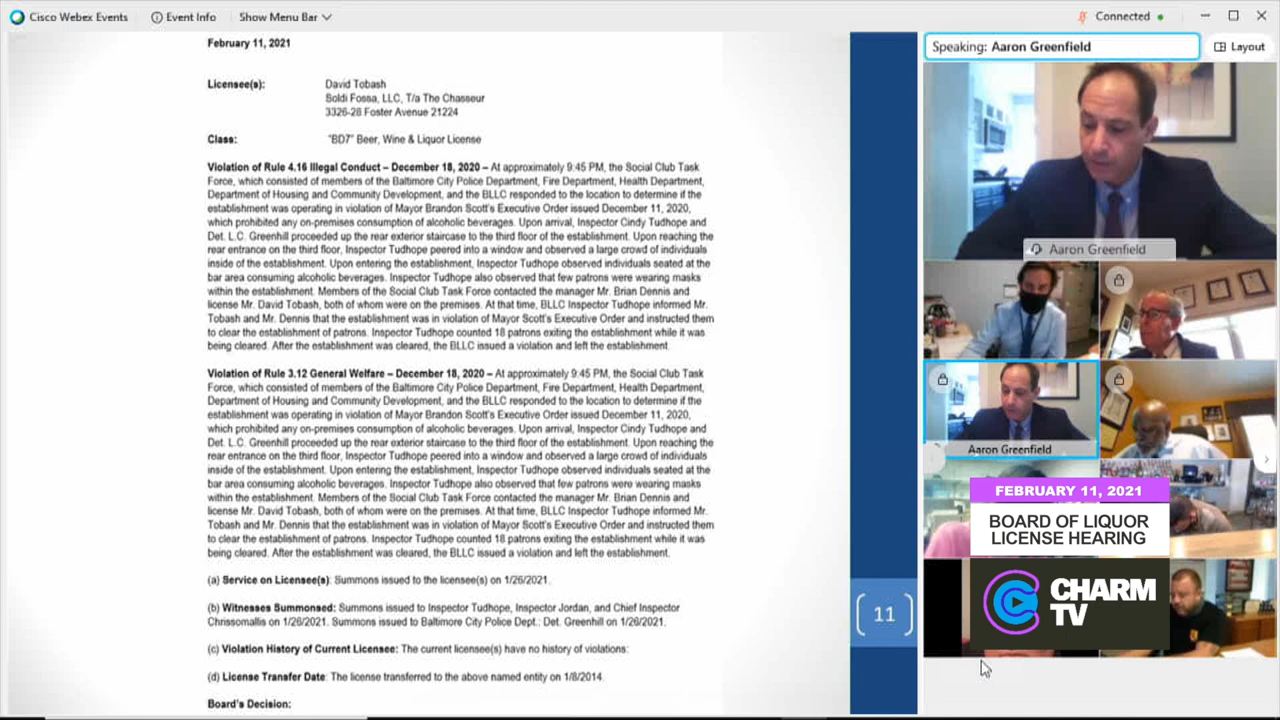 Cisco Webex Events
Event Info
Show Menu Bar
Connected
February 11, 2021
Licensee(s):
David Tobash
Soldi Fossa, LLC, T/a The Chasseur
3326-28 Foster Avenue 21224
Class:
"BD7" Beer, Wine & Liquor License
Violation of Rule 4.16 Illegal Conduct – December 18, 2020 – At approximately 9:45 PM, the Social Club Task
Force, which consisted of members of the Baltimore City Police Department, Fire Department, Health Department,
Department of Housing and Community Development, and the BLLC responded to the location to determine if the
establishment was operating in violation of Mayor Brandon Scott's Executive Order issued December 11, 2020,
which prohibited any on-premises consumption of alcoholic beverages. Upon arrival, Inspector Cindy Tudhope and
Det. L.C. Greenhill proceeded up the rear exterior staircase to the third floor of the establishment. Upon reaching the
rear entrance on the third floor, Inspector Tudhope peered into a window and observed a large crowd of individuals
inside of the establishment. Upon entering the establishment, Inspector Tudhope observed individuals seated at the
bar area consuming alcoholic beverages. Inspector Tudhope also observed that few patrons were wearing masks
within the establishment. Members of the Social Club Task Force contacted the manager Mr. Brian Dennis and
license Mr. David Tobash, both of whom were on the premises. At that time, BLLC Inspector Tudhope informed Mr.
Tobash and Mr. Dennis that the establishment was in violation of Mayor Scott's Executive Order and instructed them
to clear the establishment of patrons. Inspector Tudhope counted 18 patrons exiting the establishment while it was
being cleared. After the establishment was cleared, the BLLC issued a violation and left the establishment.
Violation of Rule 3.12 General Welfare – December 18, 2020 – At approximately 9:45 PM, the Social Club Task
Force, which consisted of members of the Baltimore City Police Department, Fire Department, Health Department,
Department of Housing and Community Development, and the BLLC responded to the location to determine if the
establishment was operating in violation of Mayor Brandon Scott's Executive Order issued December 11, 2020,
which prohibited any on-premises consumption of alcoholic beverages. Upon arrival, Inspector Cindy Tudhope and
Det. L.C. Greenhill proceeded up the rear exterior staircase to the third floor of the establishment. Upon reaching the
rear entrance on the third floor, Inspector Tudhope peered into a window and observed a large crowd of individuals
inside of the establishment. Upon entering the establishment, Inspector Tudhope observed individuals seated at the
bar area consuming alcoholic beverages. Inspector Tudhope also observed that few patrons were wearing masks
within the establishment. Members of the Social Club Task Force contacted the manager Mr. Brian Dennis and
license Mr. David Tobash, both of whom were on the premises. At that time, BLLC Inspector Tudhope informed Mr.
Tobash and Mr. Dennis that the establishment was in violation of Mayor Scott's Executive Order and instructed them
to clear the establishment of patrons. Inspector Tudhope counted 18 patrons exiting the establishment while it was
being cleared. After the establishment was cleared, the BLLC issued a violation and left the establishment.
(a) Service on Licensee(s): Summons issued to the licensee(s) on 1/26/2021.
(b) Witnesses Summonsed: Summons issued to Inspector Tudhope, Inspector Jordan, and Chief Inspector
Chrissomallis on 1/26/2021. Summons issued to Baltimore City Police Dept.: Det. Greenhill on 1/26/2021.
(c) Violation History of Current Licensee: The current licensee(s) have no history of violations:
(d) License Transfer Date: The license transferred to the above named entity on 1/8/2014.
Board's Decision:
11
Speaking: Aaron Greenfield
Layout
Aaron Greenfield
Aaron Greenfield
FEBRUARY 11, 2021
BOARD OF LIQUOR
LICENSE HEARING
CHARM
TV